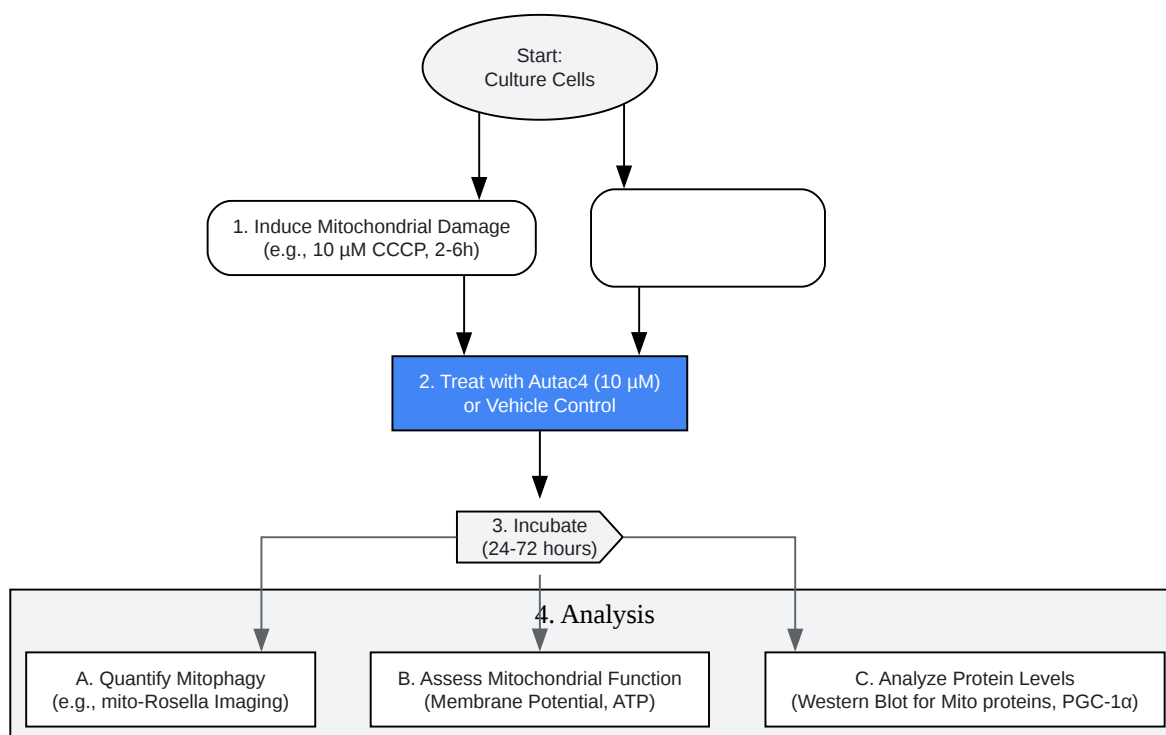 Start:
Culture Cells
1. Induce Mitochondrial Damage
(e.g., 10 µM CCCP, 2-6h)
2. Treat with Autac4 (10 µM)
or Vehicle Control
3. Incubate
(24-72 hours)
4. Analysis
A. Quantify Mitophagy
(e.g., mito-Rosella Imaging)
B. Assess Mitochondrial Function
(Membrane Potential, ATP)
C. Analyze Protein Levels
(Western Blot for Mito proteins, PGC-1α)